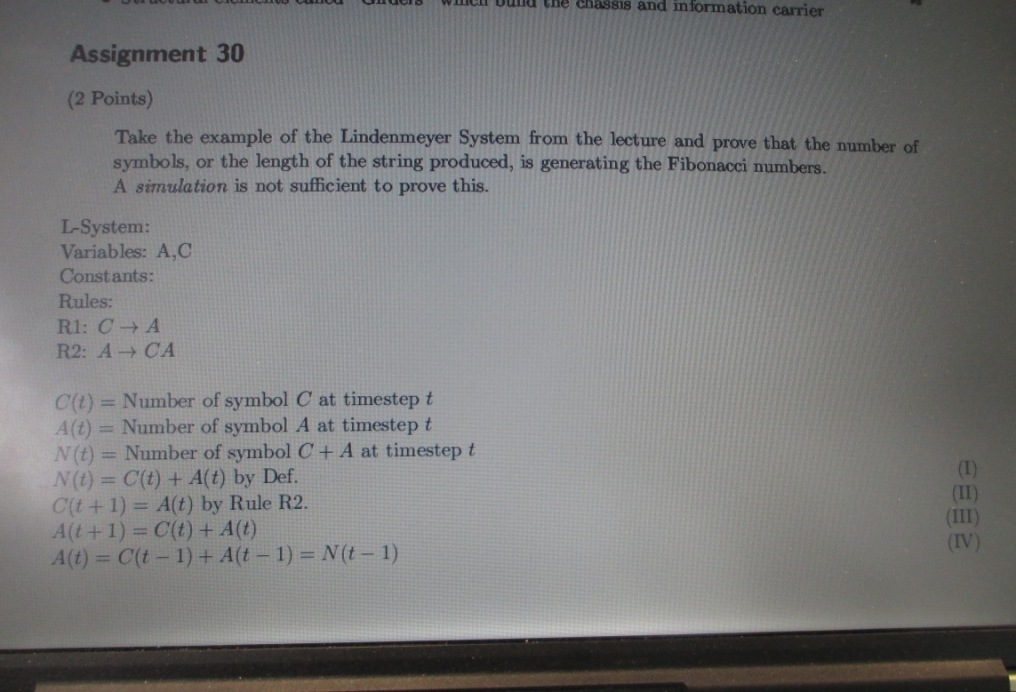 which build the chassis and information carrier
Assignment 30
(2 Points)
Take the example of the Lindenmeyer System from the lecture and prove that the number of
symbols, or the length of the string produced, is generating the Fibonacci numbers.
A simulation is not sufficient to prove this.
L-System:
Variables: A,C
Constants:
Rules:
R1: C → A
R2: A → CA
C(t) = Number of symbol C at timestep t
A(t) = Number of symbol A at timestep t
N(t) = Number of symbol C + A at timestep t
N(t) = C(t) + A(t) by Def. (I)
C(t + 1) = A(t) by Rule R2. (II)
A(t + 1) = C(t) + A(t) (III)
A(t) = C(t − 1) + A(t − 1) = N(t − 1) (IV)